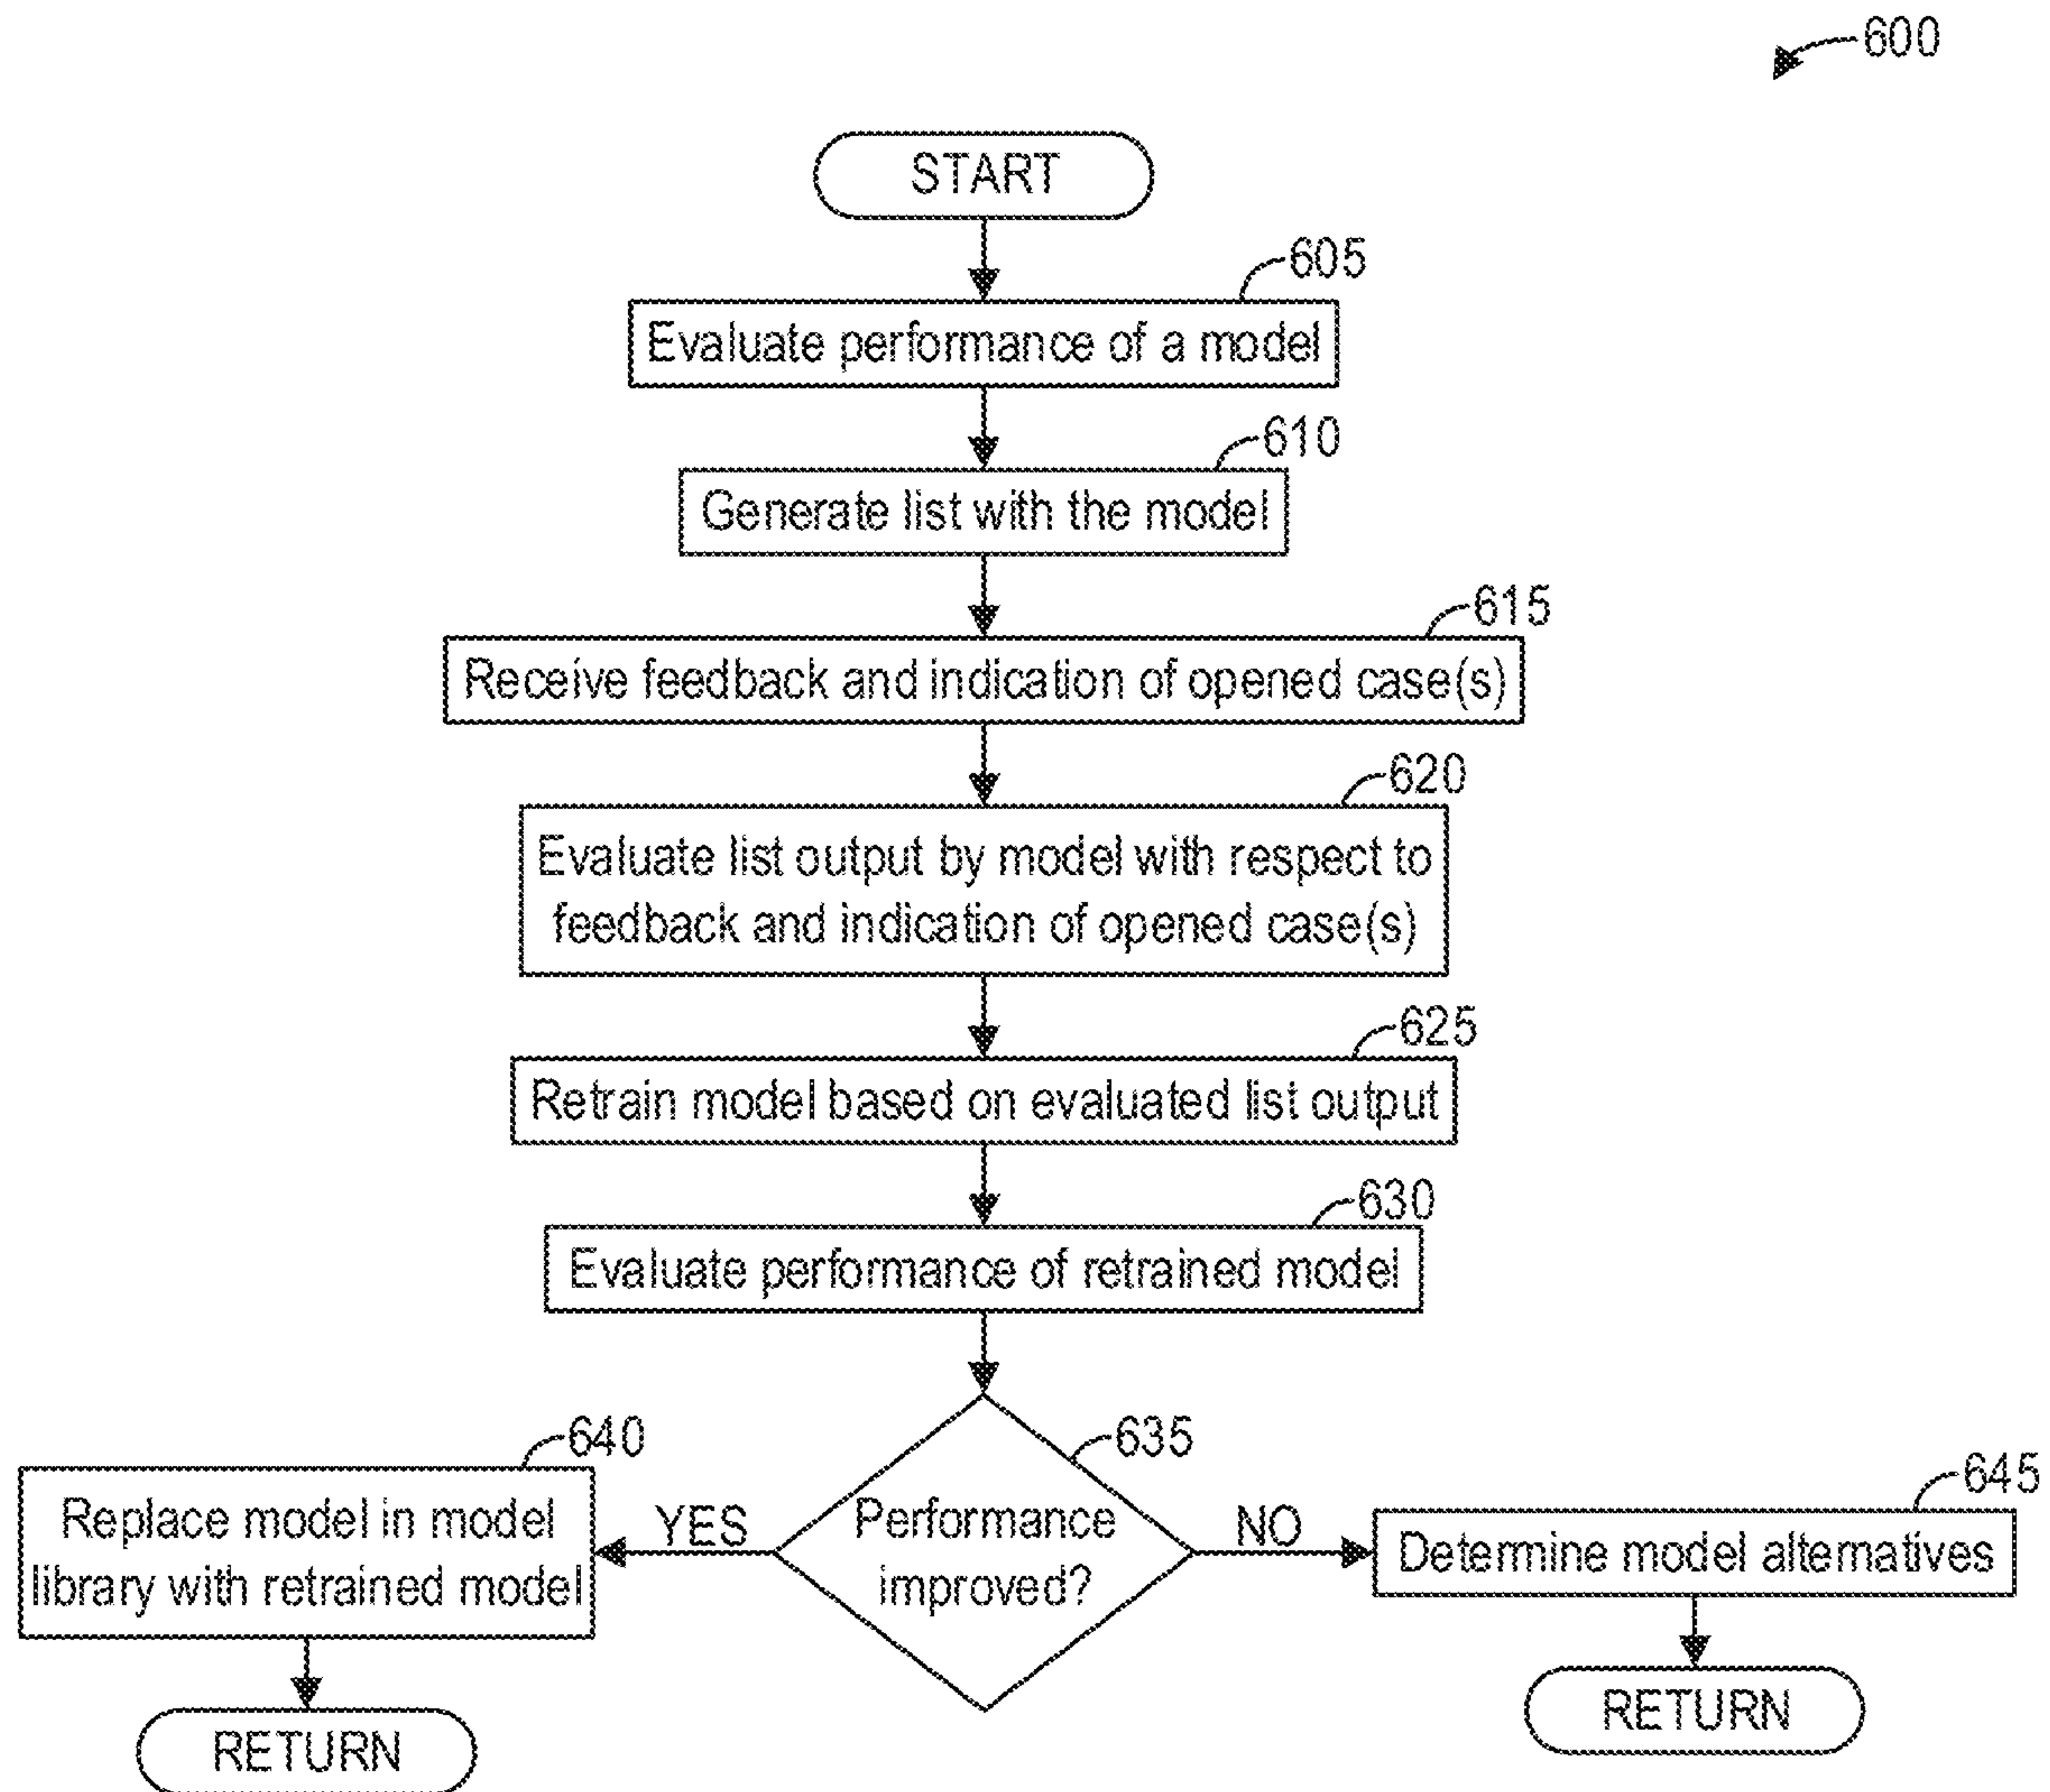 600
START
605
Evaluate performance of a model
610
Generate list with the model
615
Receive feedback and indication of opened case(s)
620
Evaluate list output by model with respect to
feedback and indication of opened case(s)
625
Retrain model based on evaluated list output
630
Evaluate performance of retrained model
635
Performance
improved?
YES
640
Replace model in model
library with retrained model
RETURN
NO
645
Determine model alternatives
RETURN